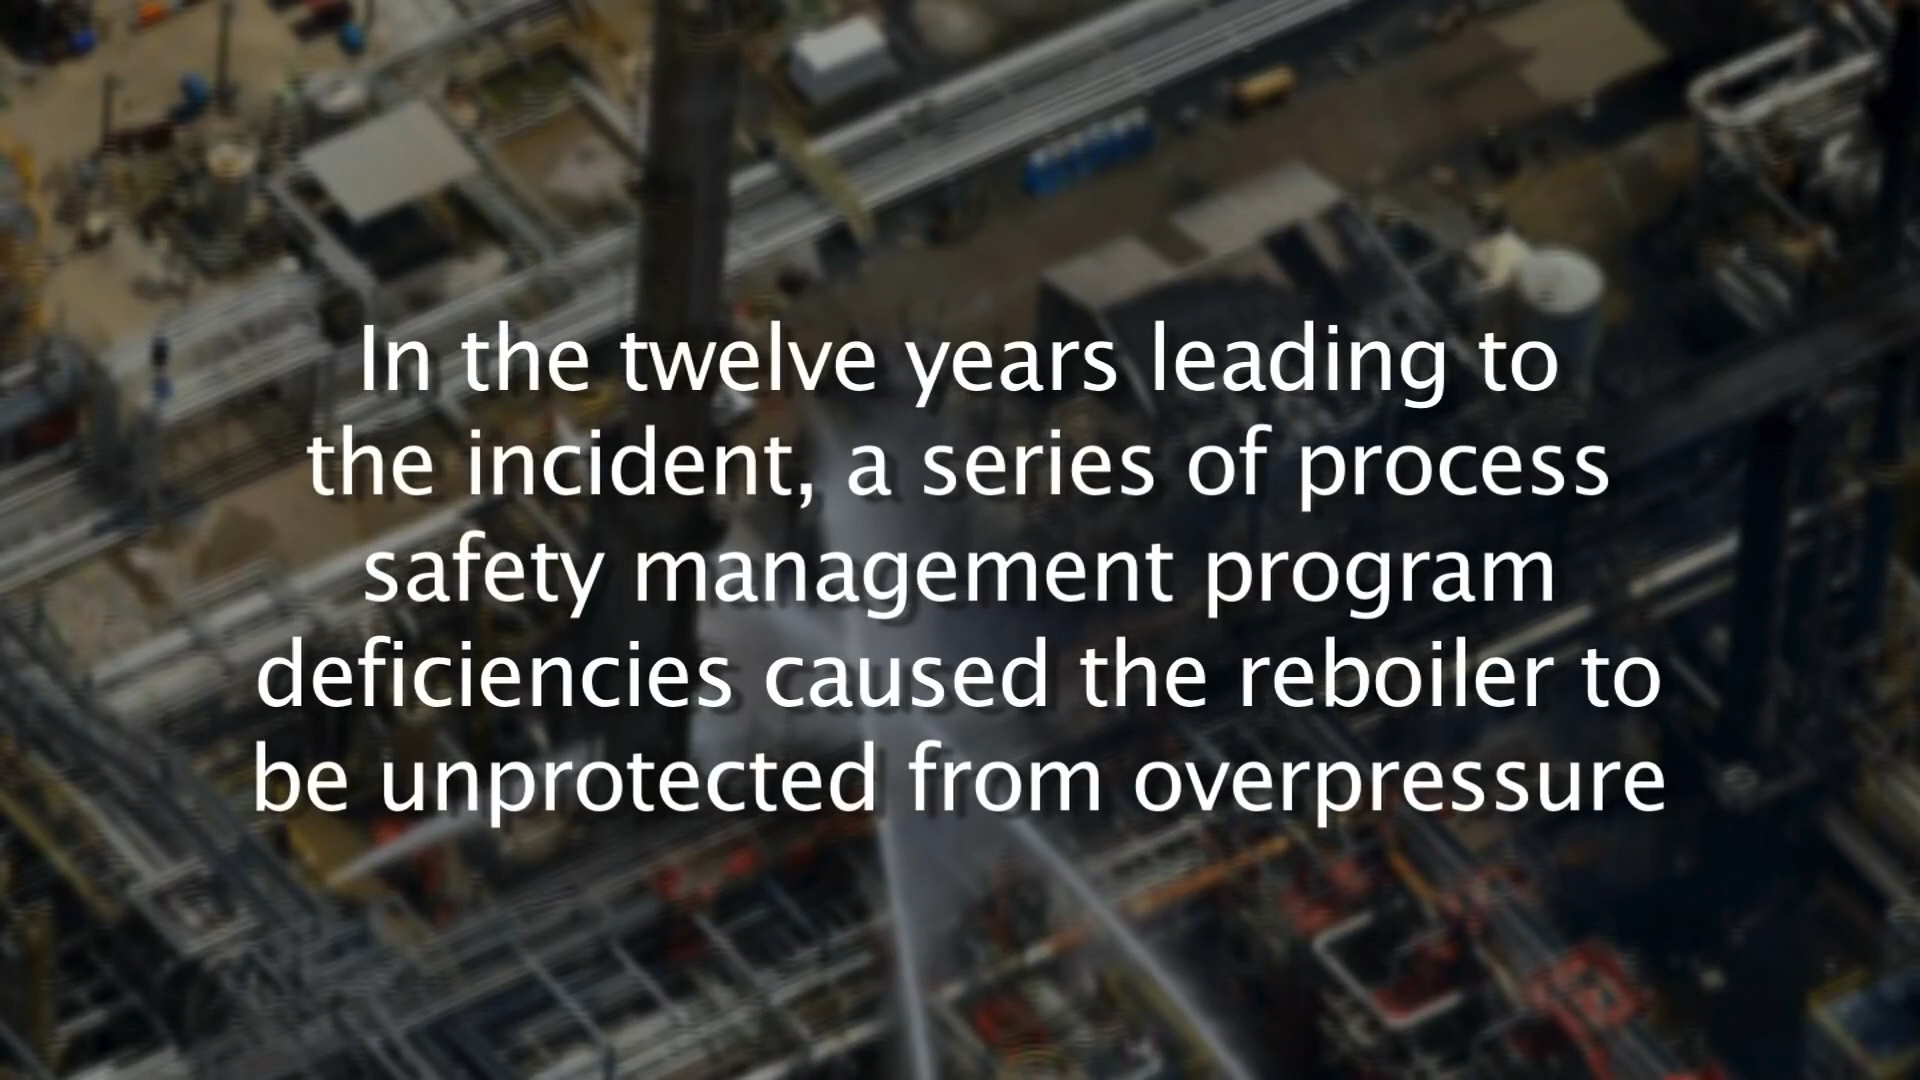 In the twelve years leading to
the incident, a series of process
safety management program
deficiencies caused the reboiler to
be unprotected from overpressure